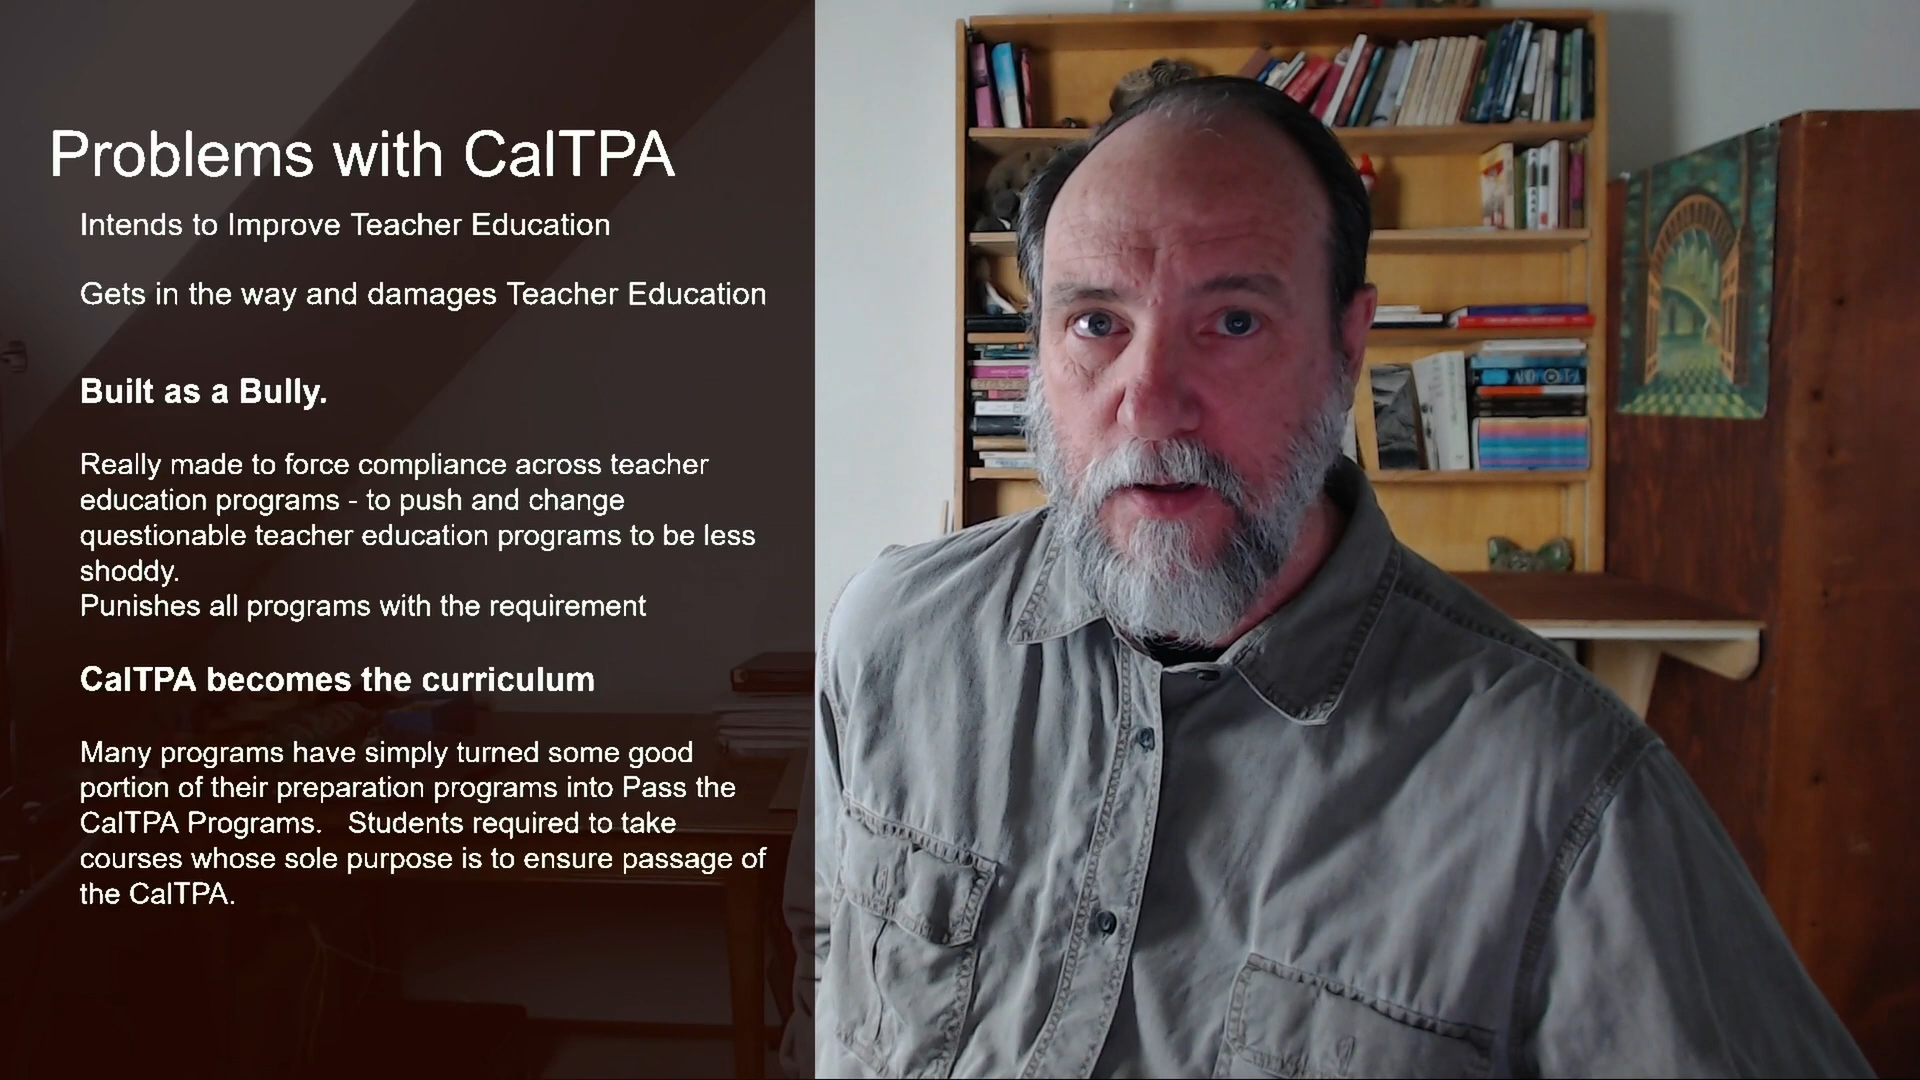 Problems with CalTPA
Intends to Improve Teacher Education
Gets in the way and damages Teacher Education
Built as a Bully.
Really made to force compliance across teacher
education programs - to push and change
questionable teacher education programs to be less
shoddy.
Punishes all programs with the requirement
CalTPA becomes the curriculum
Many programs have simply turned some good
portion of their preparation programs into Pass the
CalTPA Programs.   Students required to take
courses whose sole purpose is to ensure passage of
the CalTPA.